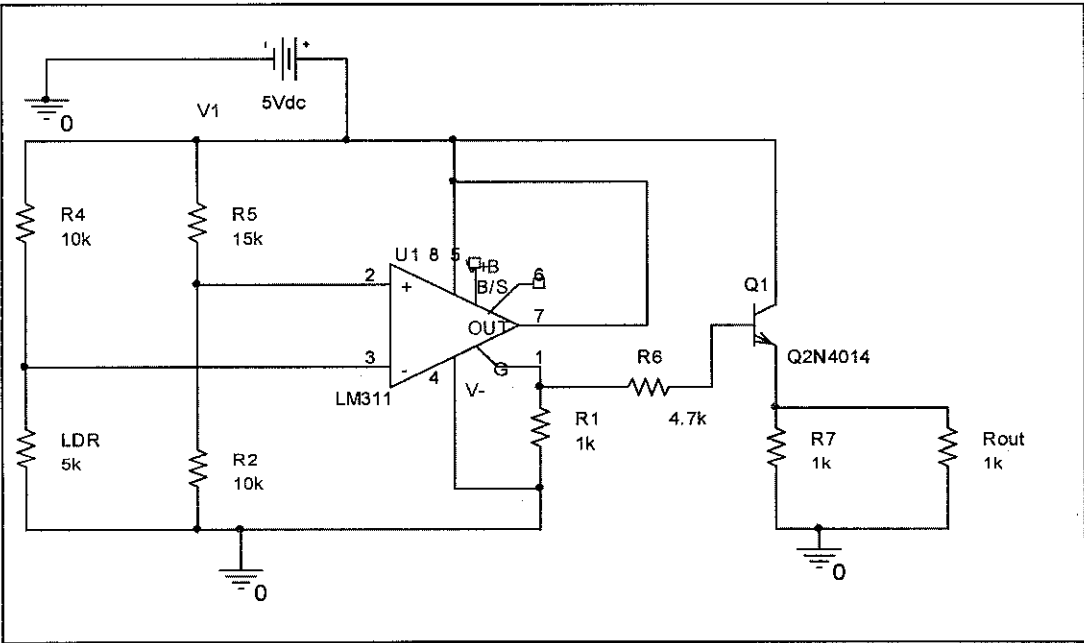 - +
5Vdc
0
V1
R4
10k
R5
15k
U1 8 5 +B
6
B/S
2
+
OUT
7
Q1
Q2N4014
3
-
4
G
1
V-
LM311
R6
4.7k
LDR
5k
R2
10k
R1
1k
R7
1k
Rout
1k
0
0